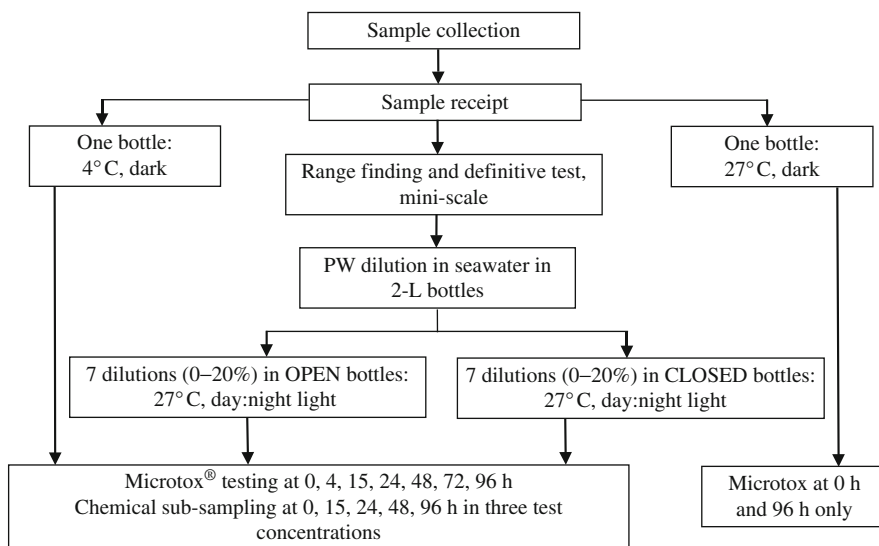 Sample collection
Sample receipt
One bottle:
4°C, dark
Range finding and definitive test,
mini-scale
One bottle:
27°C, dark
PW dilution in seawater in
2-L bottles
7 dilutions (0–20%) in OPEN bottles:
27°C, day:night light
7 dilutions (0–20%) in CLOSED bottles:
27°C, day:night light
Microtox® testing at 0, 4, 15, 24, 48, 72, 96 h
Chemical sub-sampling at 0, 15, 24, 48, 96 h in three test
concentrations
Microtox at 0 h
and 96 h only